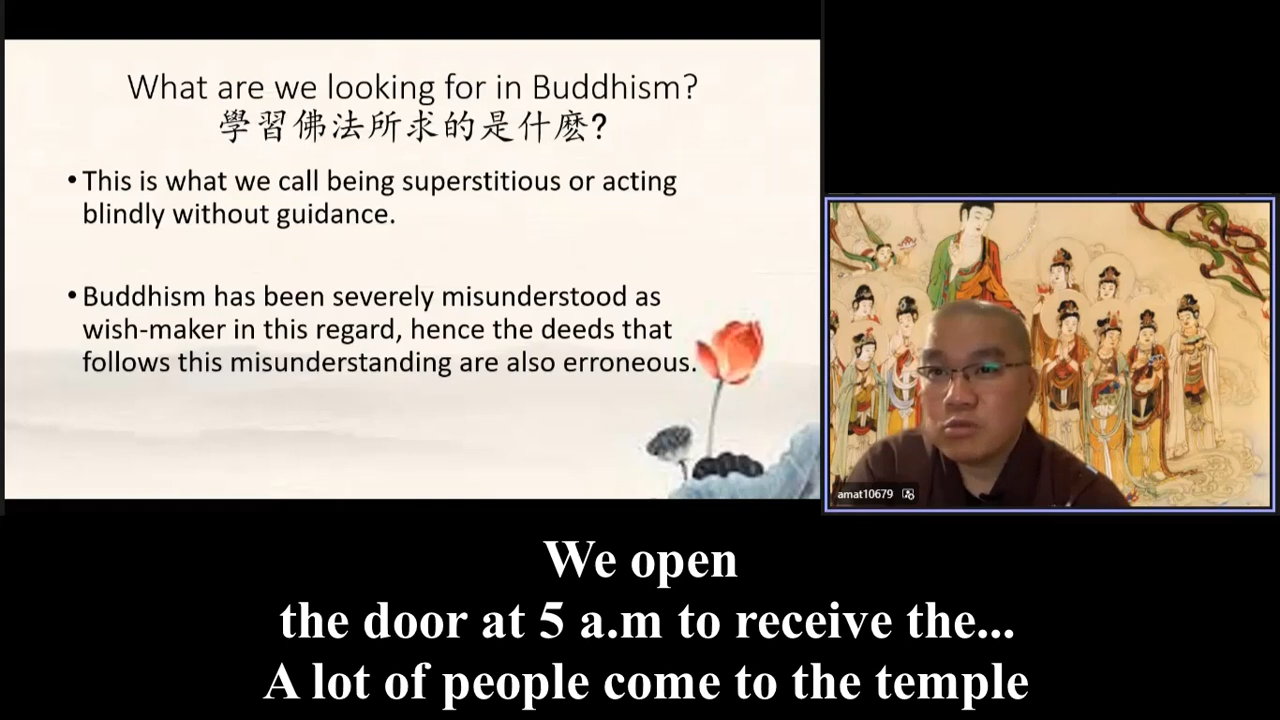 What are we looking for in Buddhism?
學習佛法所求的是什麼?
•This is what we call being superstitious or acting
blindly without guidance.
•Buddhism has been severely misunderstood as
wish-maker in this regard, hence the deeds that
follows this misunderstanding are also erroneous.
amat10679
We open
the door at 5 a.m to receive the...
A lot of people come to the temple